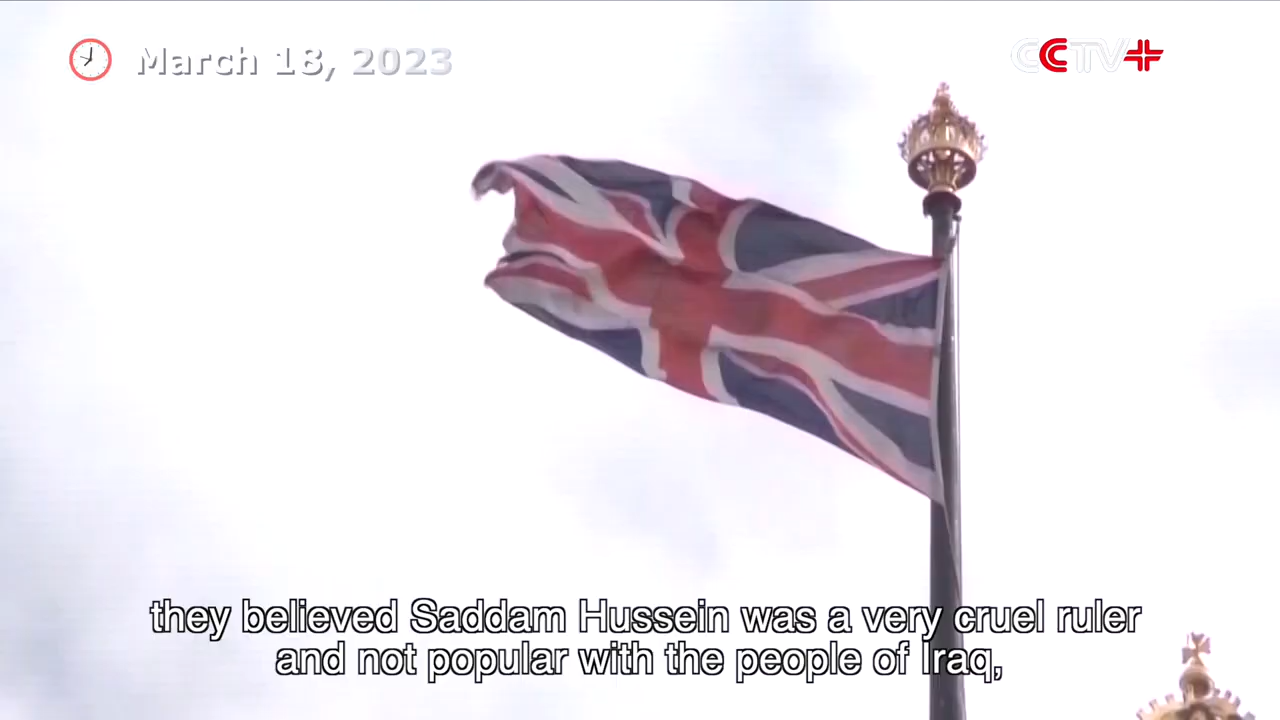 March 18, 2023
CCTV+
they believed Saddam Hussein was a very cruel ruler
and not popular with the people of Iraq,